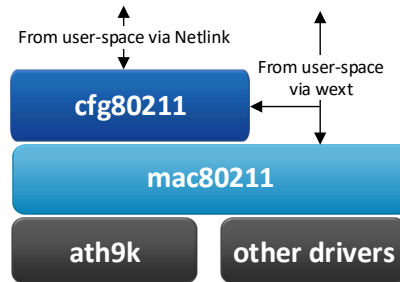 From user-space via Netlink
From user-space
via wext
cfg80211
mac80211
ath9k
other drivers